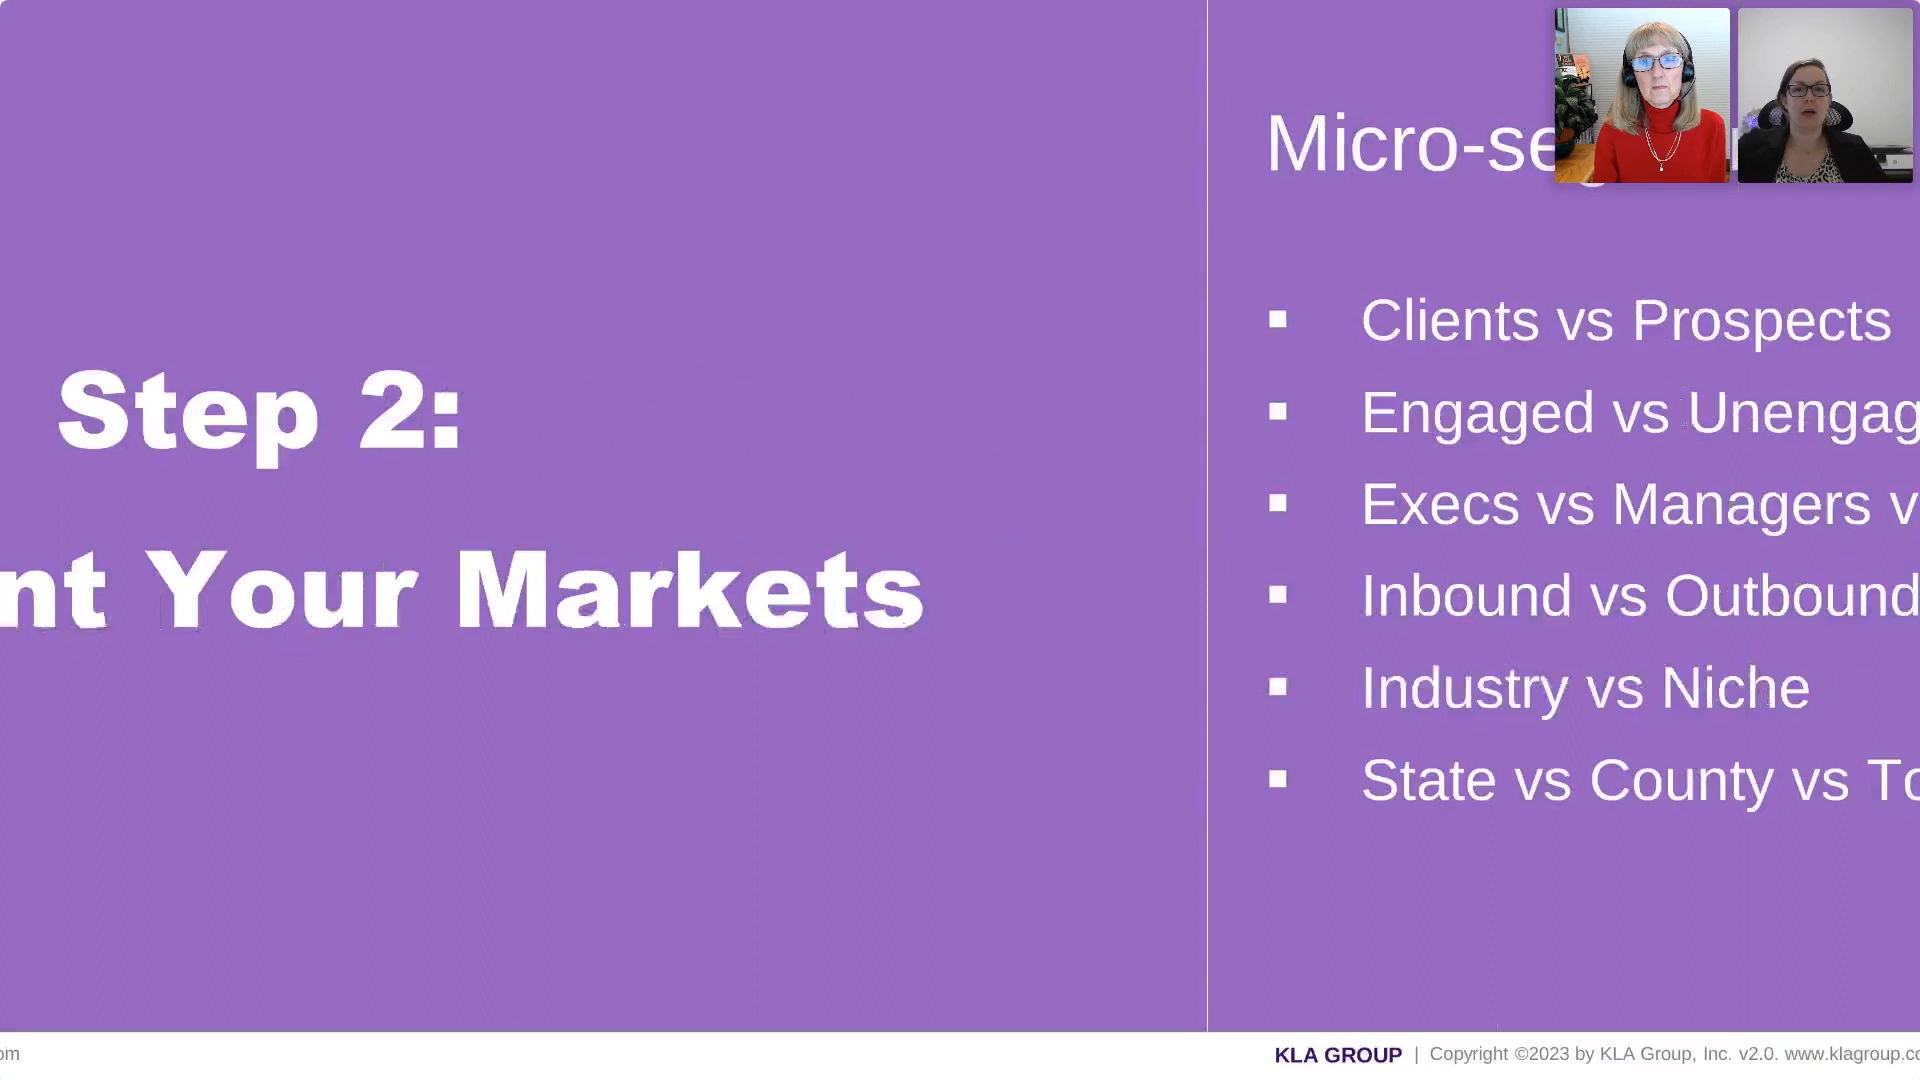 Step 2:
nt Your Markets
Micro-se
Clients vs Prospects
Engaged vs Unengag
Execs vs Managers v
Inbound vs Outbound
Industry vs Niche
State vs County vs To
om
KLA GROUP | Copyright ©2023 by KLA Group, Inc. v2.0. www.klagroup.co